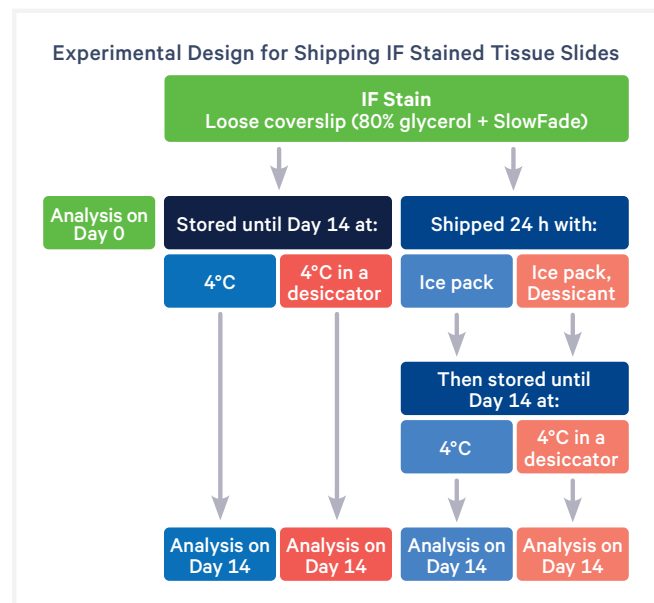 Experimental Design for Shipping IF Stained Tissue Slides
IF Stain
Loose coverslip (80% glycerol + SlowFade)
Analysis on
Day 0
Stored until Day 14 at:
Shipped 24 h with:
4°C
4°C in a
desiccator
Ice pack
Ice pack,
Dessicant
Then stored until
Day 14 at:
4°C
4°C in a
desiccator
Analysis on
Day 14
Analysis on
Day 14
Analysis on
Day 14
Analysis on
Day 14